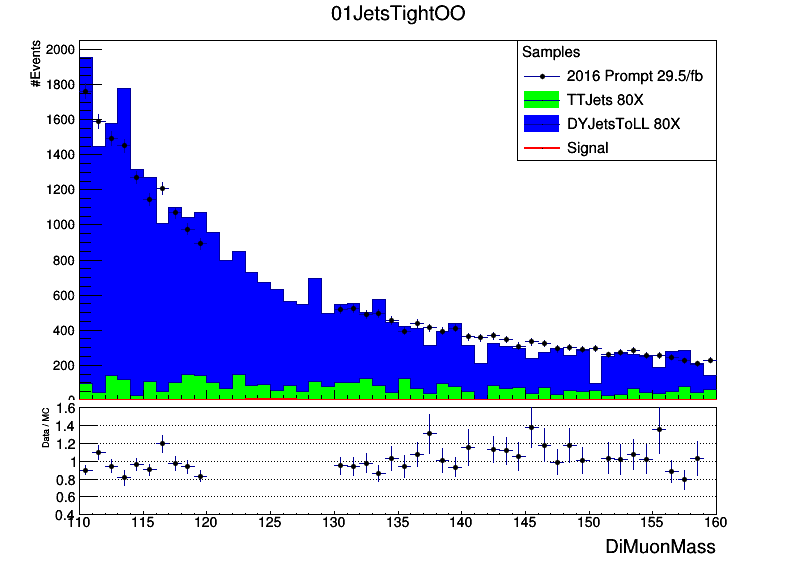 01JetsTightOO
#Events
2000
1800
1600
1400
1200
1000
800
600
400
200
0
Samples
2016 Prompt 29.5/fb
TTJets 80X
DYJetsToLL 80X
Signal
Data / MC
1.6
1.4
1.2
1
0.8
0.6
0.4
110 115 120 125 130 135 140 145 150 155 160
DiMuonMass